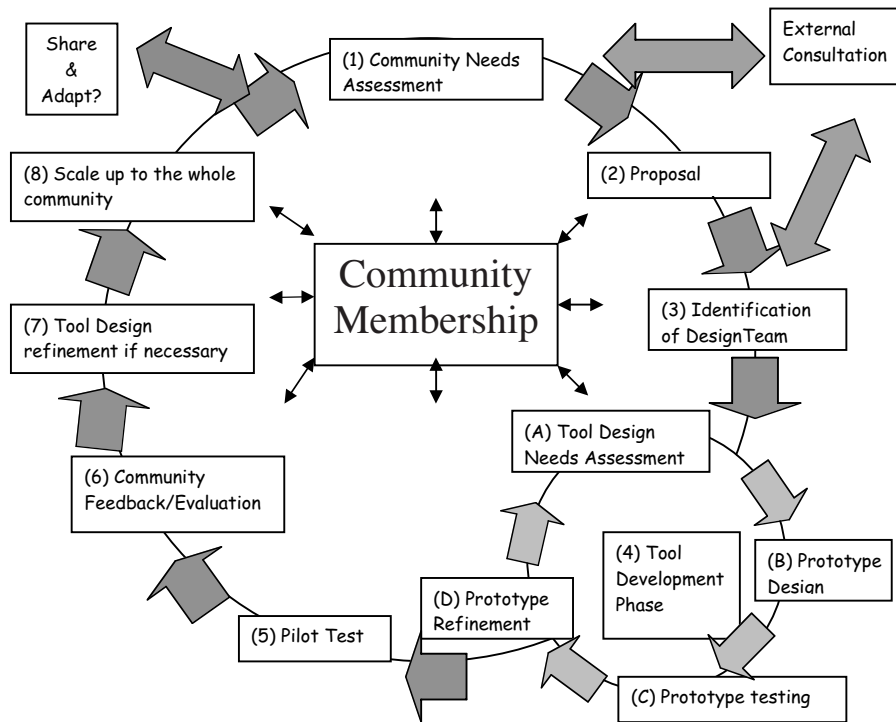 Share
&
Adapt?
(1) Community Needs
Assessment
External
Consultation
(8) Scale up to the whole
community
(2) Proposal
Community
Membership
(7) Tool Design
refinement if necessary
(3) Identification
of DesignTeam
(A) Tool Design
Needs Assessment
(6) Community
Feedback/Evaluation
(4) Tool
Development
Phase
(B) Prototype
Design
(D) Prototype
Refinement
(5) Pilot Test
(C) Prototype testing